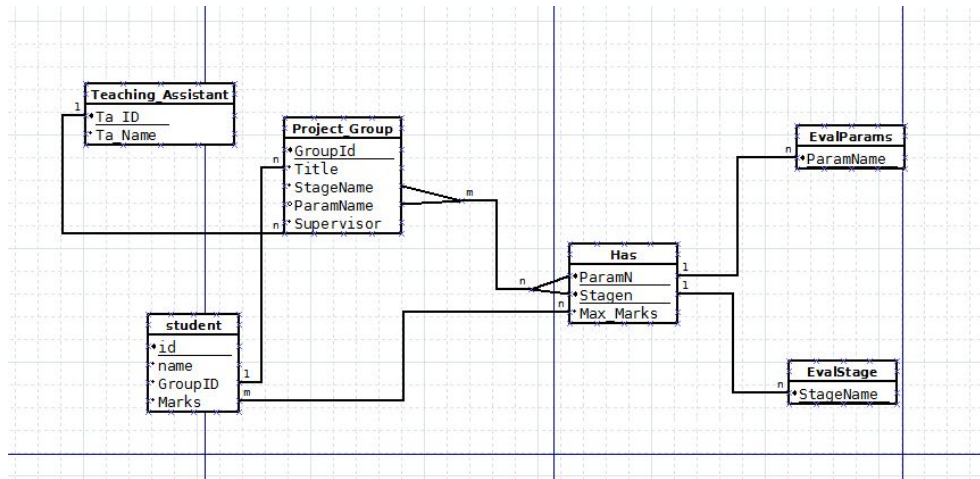 Teaching_Assistant
Ta_ID
Ta_Name
1
Project_Group
GroupId
Title
StageName
ParamName
Supervisor
n
n
m
EvalParams
ParamName
n
Has
ParamN
Stagen
Max_Marks
n
n
1
1
student
id
name
GroupID
Marks
1
m
EvalStage
StageName
n